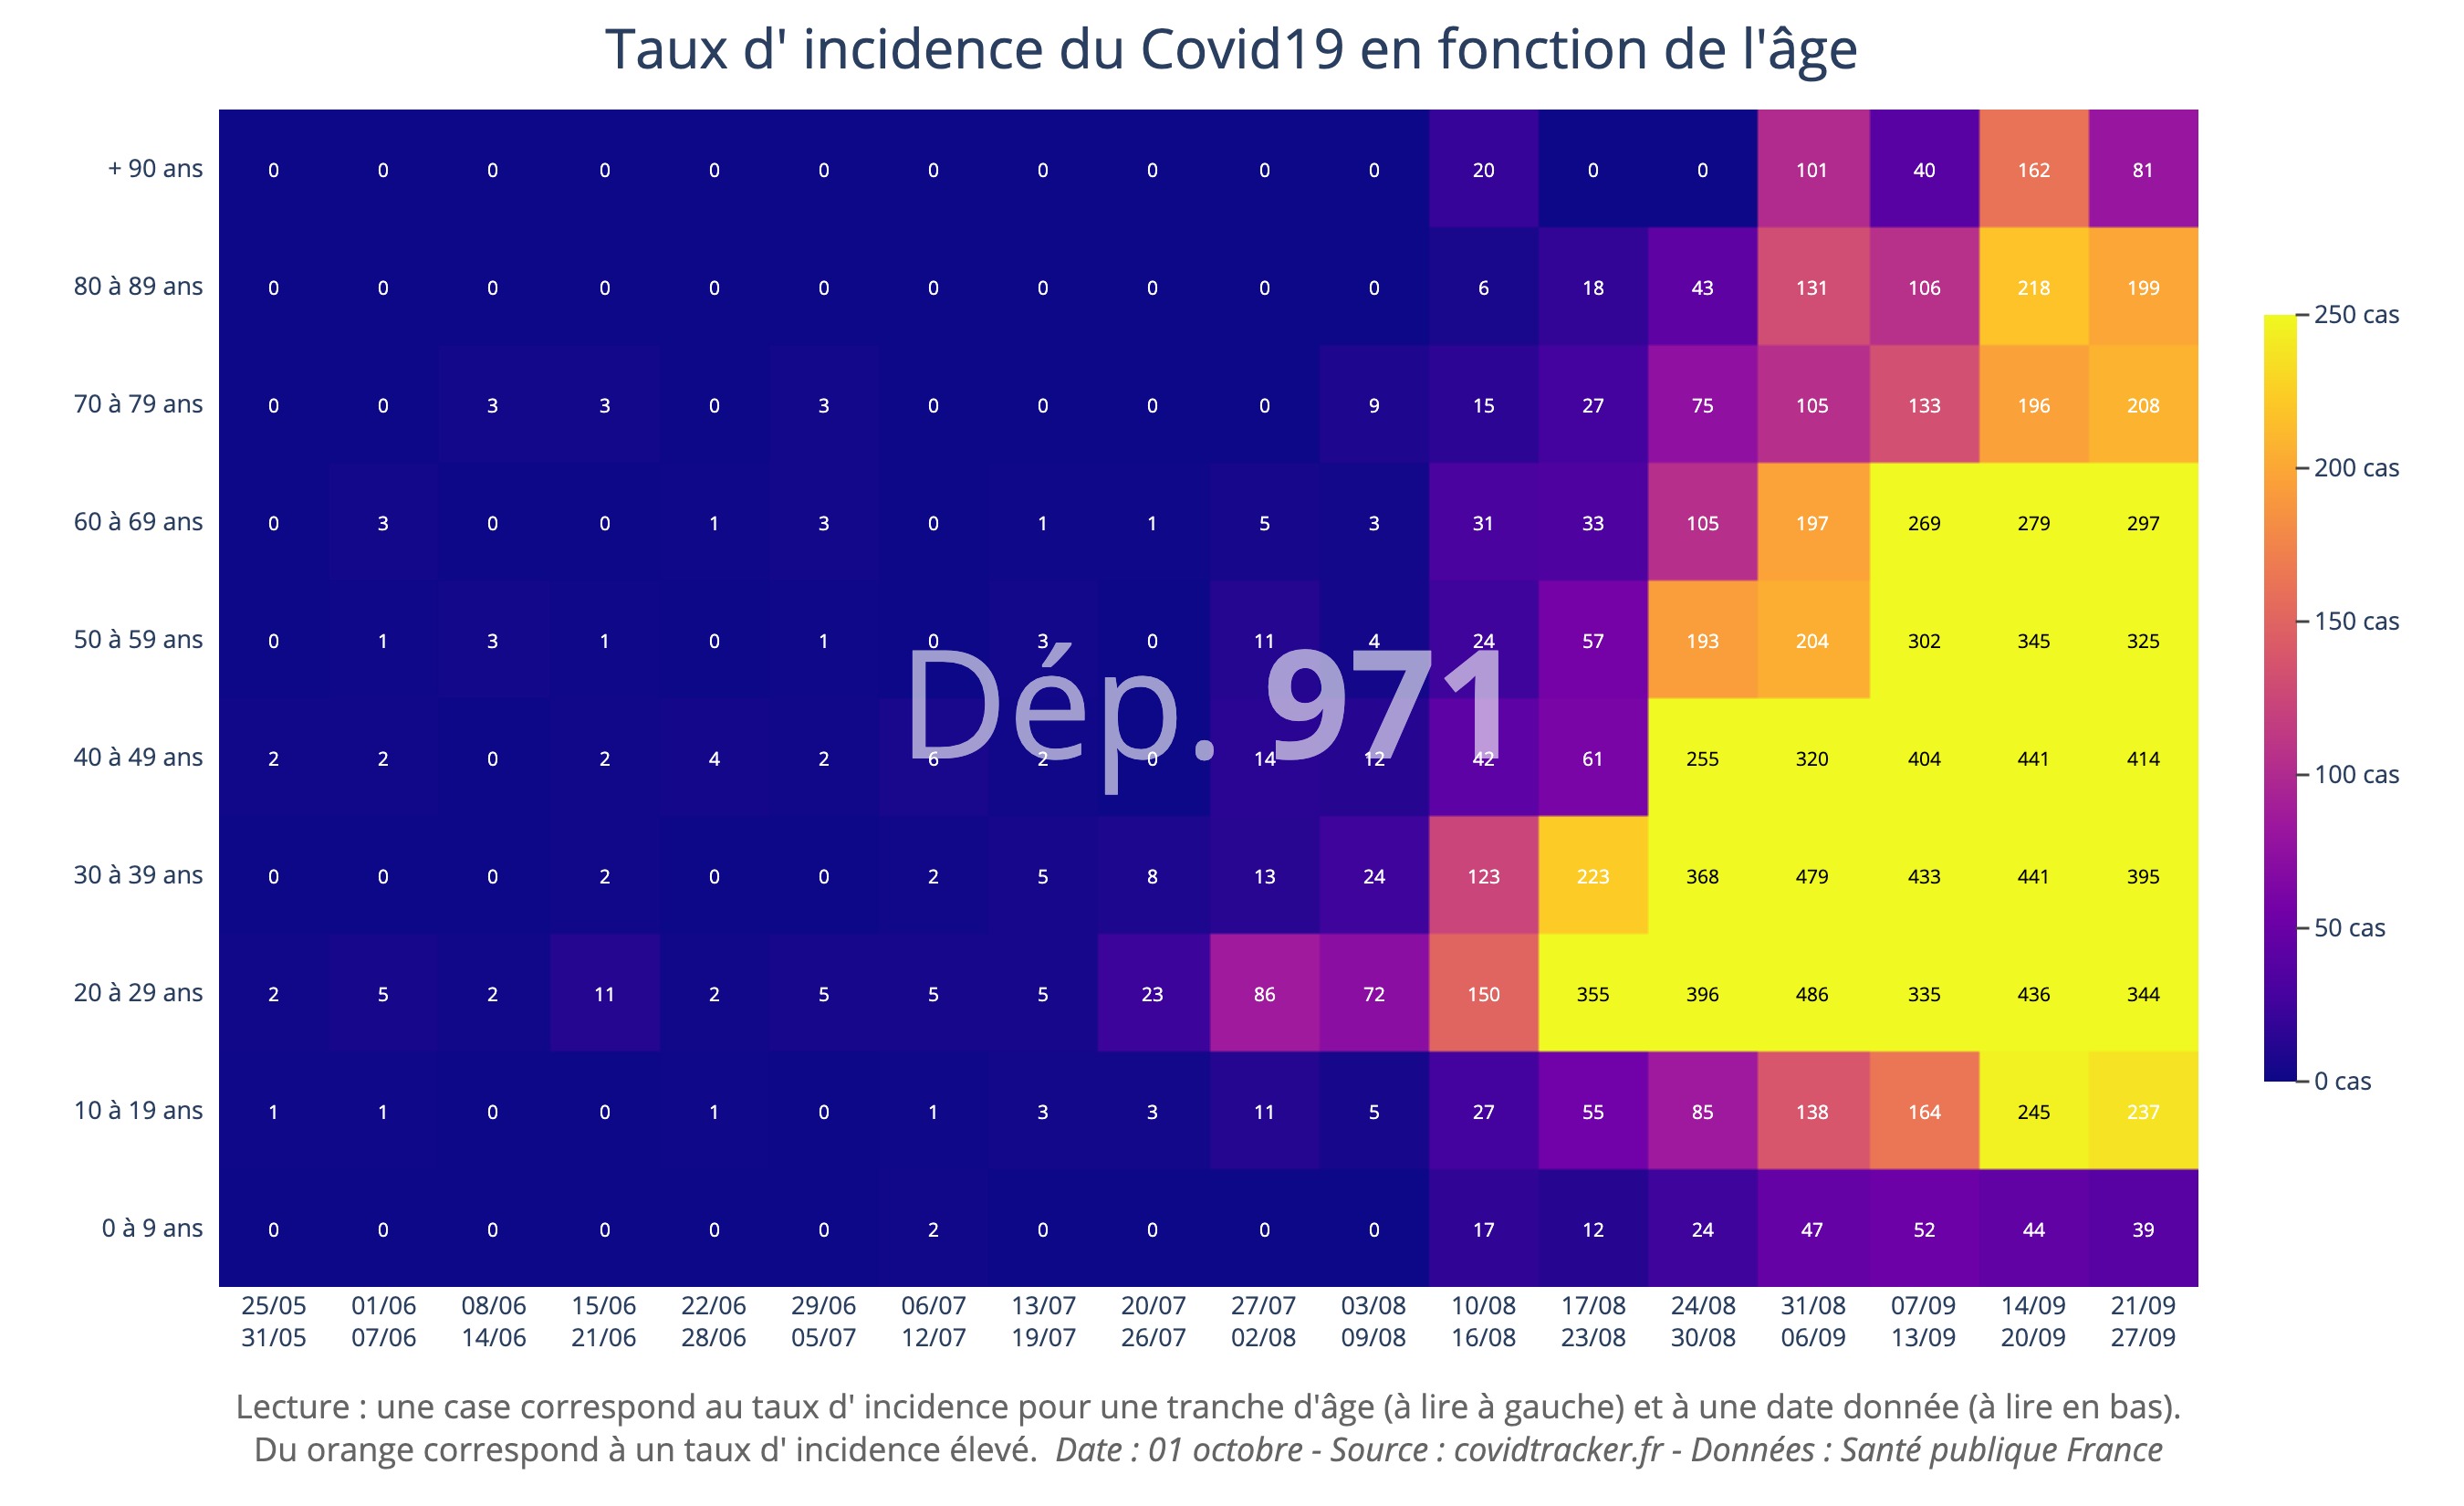 Taux d' incidence du Covid19 en fonction de l'âge
+ 90 ans 0 0 0 0 0 0 0 0 0 0 0 20 0 0 101 40 162 81
80 à 89 ans 0 0 0 0 0 0 0 0 0 0 0 6 18 43 131 106 218 199
250 cas
70 à 79 ans 0 0 3 3 0 3 0 0 0 0 9 15 27 75 105 133 196 208
200 cas
60 à 69 ans 0 3 0 0 1 3 0 1 1 5 3 31 33 105 197 269 279 297
150 cas
50 à 59 ans 0 1 3 1 0 1 0 3 0 11 4 24 57 193 204 302 345 325
Dép. 971
40 à 49 ans 2 2 0 2 4 2 6 2 0 14 12 42 61 255 320 404 441 414
100 cas
30 à 39 ans 0 0 0 2 0 0 2 5 8 13 24 123 223 368 479 433 441 395
50 cas
20 à 29 ans 2 5 2 11 2 5 5 5 23 86 72 150 355 396 486 335 436 344
0 cas
10 à 19 ans 1 1 0 0 1 0 1 3 3 11 5 27 55 85 138 164 245 237
0 à 9 ans 0 0 0 0 0 0 2 0 0 0 0 17 12 24 47 52 44 39
25/05 01/06 08/06 15/06 22/06 29/06 06/07 13/07 20/07 27/07 03/08 10/08 17/08 24/08 31/08 07/09 14/09 21/09
31/05 07/06 14/06 21/06 28/06 05/07 12/07 19/07 26/07 02/08 09/08 16/08 23/08 30/08 06/09 13/09 20/09 27/09
Lecture : une case correspond au taux d' incidence pour une tranche d'âge (à lire à gauche) et à une date donnée (à lire en bas).
Du orange correspond à un taux d' incidence élevé. Date : 01 octobre - Source : covidtracker.fr - Données : Santé publique France